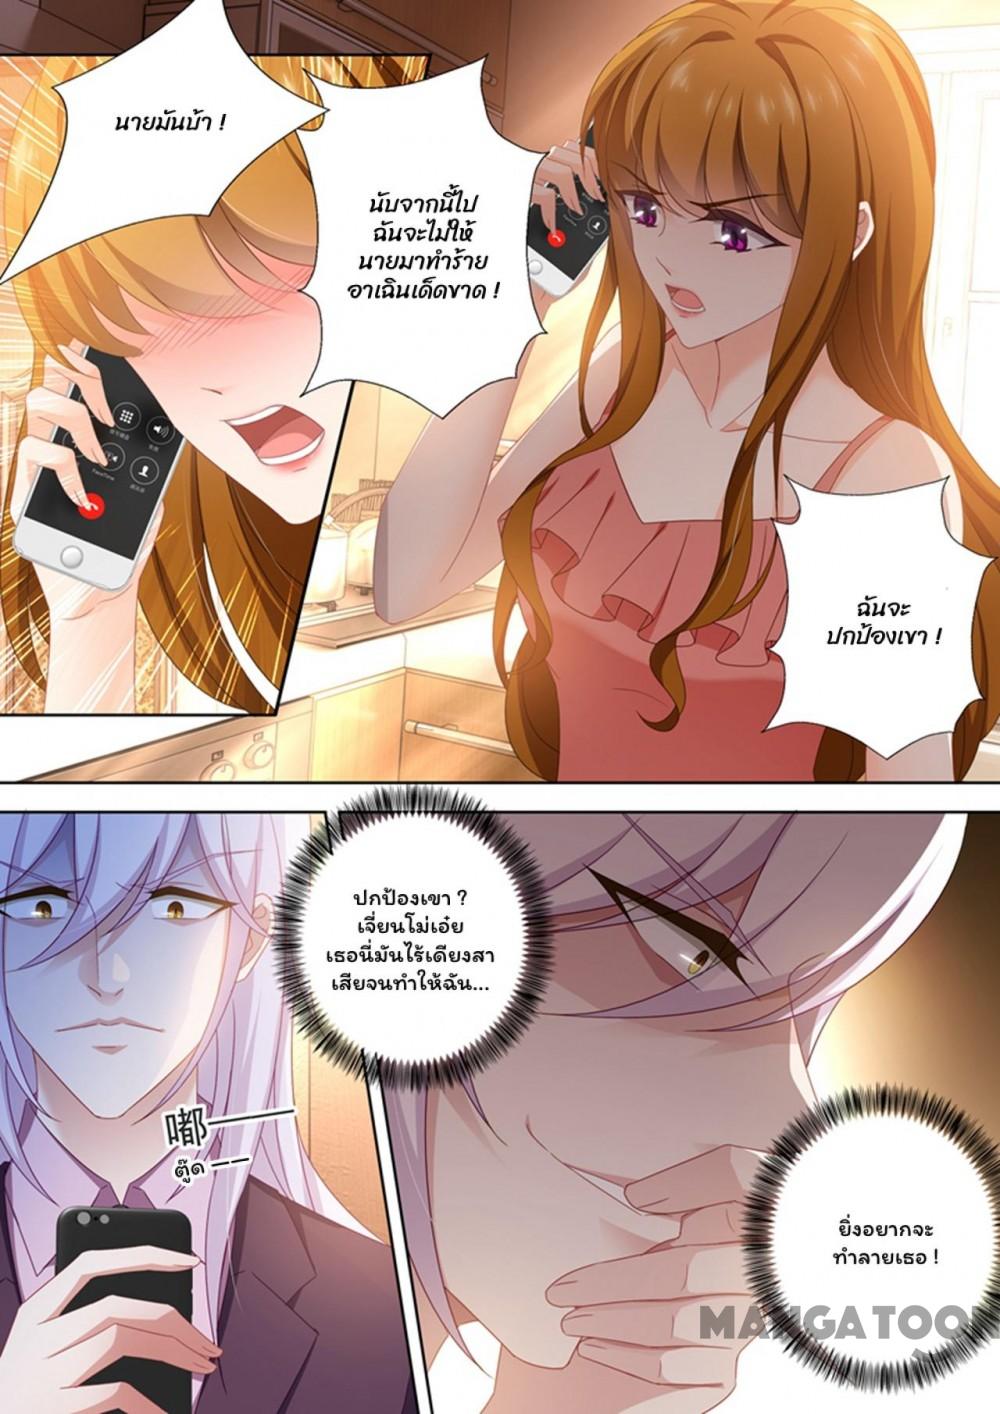 นายมันบ้า !
นับจากนี้ไป
ฉันจะไม่ให้
นายมาทำร้าย
อาเฉินเด็ดขาด !
ฉันจะ
ปกป้องเขา !
FaceTime
ปกป้องเขา ?
เจี่ยนโม่เอ๋ย
เธอนี่มันไร้เดียงสา
เสียจนทำให้ฉัน...
嘟——
ตู๊ด ——
ยิ่งอยากจะ
ทำลายเธอ !
MANGATOON